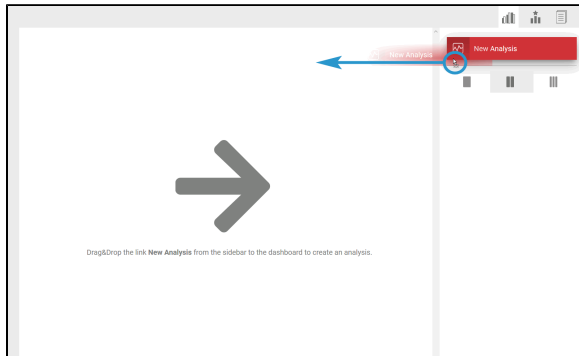 New Analysis
New Analysis
Drag&Drop the link New Analysis from the sidebar to the dashboard to create an analysis.